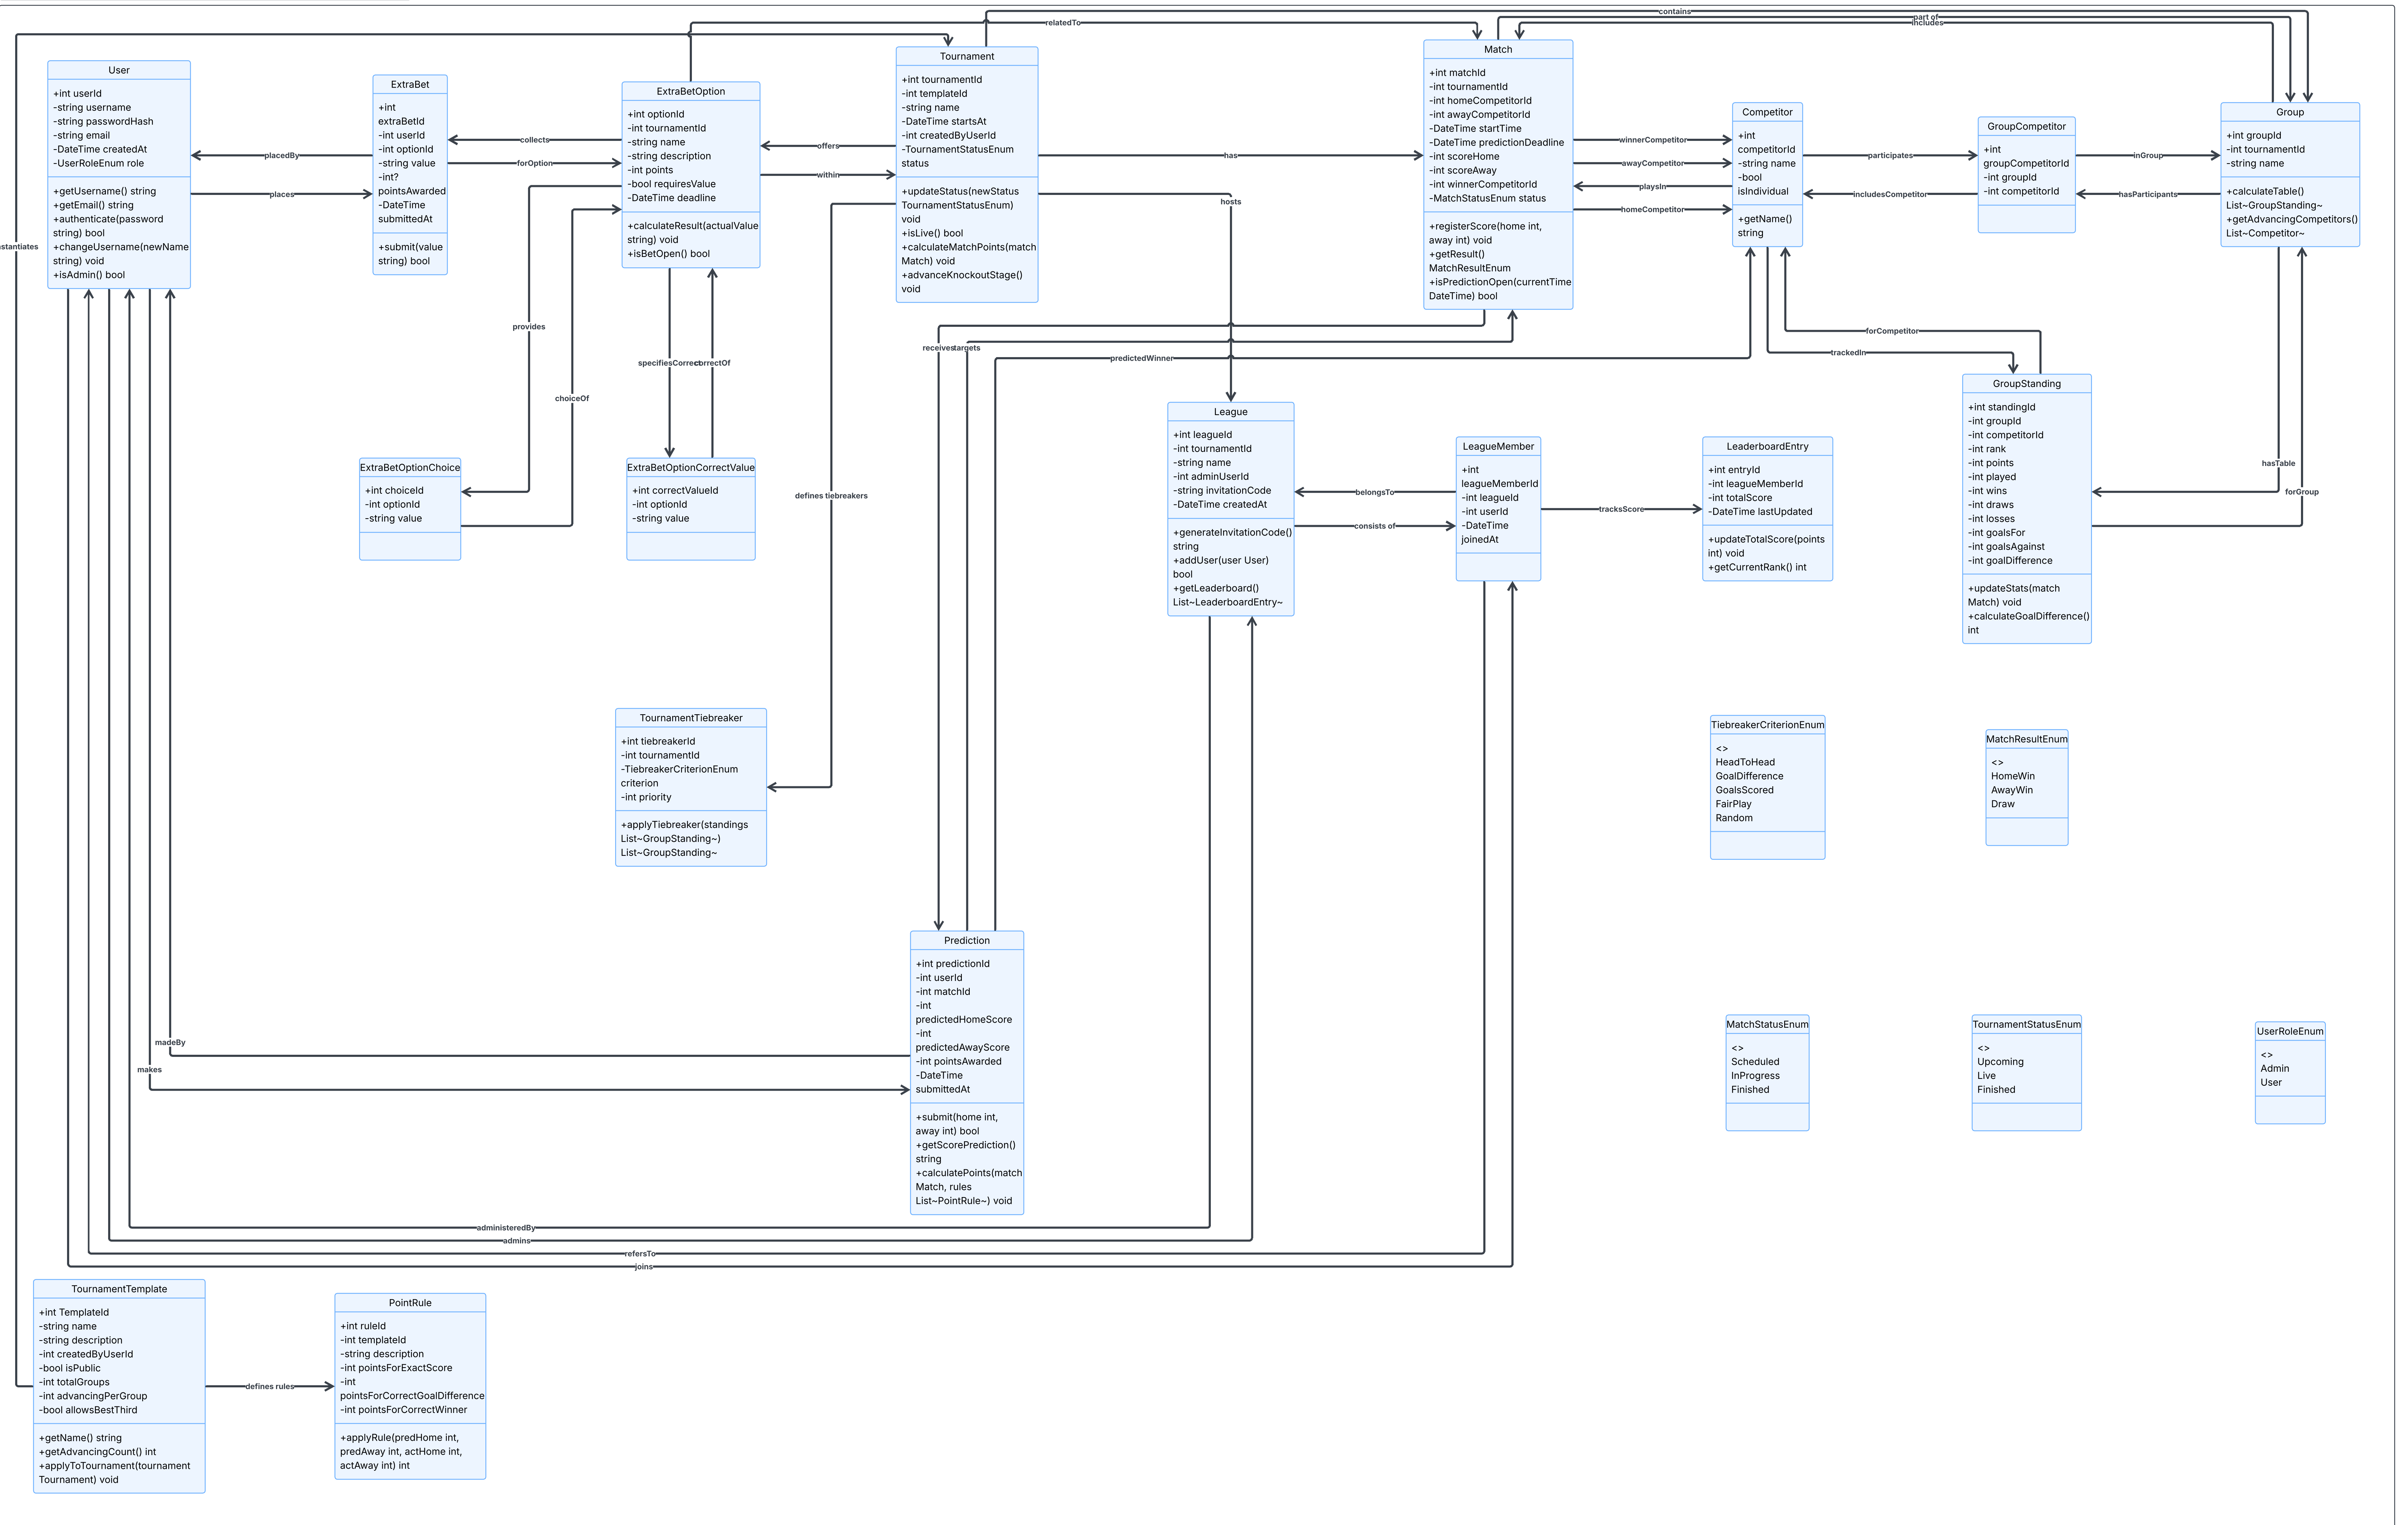 contains
part of
includes
relatedTo
User
+int userId
-string username
-string passwordHash
-string email
-DateTime createdAt
-UserRoleEnum role
+getUsername() string
+getEmail() string
+authenticate(password
string) bool
+changeUsername(newName
string) void
+isAdmin() bool
placedBy
places
ExtraBet
+int
extraBetId
-int userId
-int optionId
-string value
-int?
pointsAwarded
-DateTime
submittedAt
+submit(value
string) bool
collects
forOption
ExtraBetOption
+int optionId
-int tournamentId
-string name
-string description
-int points
-bool requiresValue
-DateTime deadline
+calculateResult(actualValue
string) void
+isBetOpen() bool
offers
within
Tournament
+int tournamentId
-int templateId
-string name
-DateTime startsAt
-int createdByUserId
-TournamentStatusEnum
status
+updateStatus(newStatus
TournamentStatusEnum)
void
+isLive() bool
+calculateMatchPoints(match
Match) void
+advanceKnockoutStage()
void
has
hosts
Match
+int matchId
-int tournamentId
-int homeCompetitorId
-int awayCompetitorId
-DateTime startTime
-DateTime predictionDeadline
-int scoreHome
-int scoreAway
-int winnerCompetitorId
-MatchStatusEnum status
+registerScore(home int,
away int) void
+getResult()
MatchResultEnum
+isPredictionOpen(currentTime
DateTime) bool
winnerCompetitor
awayCompetitor
playsIn
homeCompetitor
Competitor
+int
competitorId
-string name
-bool
isIndividual
+getName()
string
participates
includesCompetitor
GroupCompetitor
+int
groupCompetitorId
-int groupId
-int competitorId
inGroup
hasParticipants
Group
+int groupId
-int tournamentId
-string name
+calculateTable()
List~GroupStanding~
+getAdvancingCompetitors()
List~Competitor~
stantiates
provides
choiceOf
specifiesCorrect
correctOf
receives
targets
predictedWinner
forCompetitor
trackedIn
hasTable
forGroup
defines tiebreakers
ExtraBetOptionChoice
+int choiceId
-int optionId
-string value
ExtraBetOptionCorrectValue
+int correctValueId
-int optionId
-string value
League
+int leagueId
-int tournamentId
-string name
-int adminUserId
-string invitationCode
-DateTime createdAt
+generateInvitationCode()
string
+addUser(user User)
bool
+getLeaderboard()
List~LeaderboardEntry~
belongsTo
consists of
LeagueMember
+int
leagueMemberId
-int leagueId
-int userId
-DateTime
joinedAt
tracksScore
LeaderboardEntry
+int entryId
-int leagueMemberId
-int totalScore
-DateTime lastUpdated
+updateTotalScore(points
int) void
+getCurrentRank() int
GroupStanding
+int standingId
-int groupId
-int competitorId
-int rank
-int points
-int played
-int wins
-int draws
-int losses
-int goalsFor
-int goalsAgainst
-int goalDifference
+updateStats(match
Match) void
+calculateGoalDifference()
int
TournamentTiebreaker
+int tiebreakerId
-int tournamentId
-TiebreakerCriterionEnum
criterion
-int priority
+applyTiebreaker(standings
List~GroupStanding~)
List~GroupStanding~
TiebreakerCriterionEnum
<>
HeadToHead
GoalDifference
GoalsScored
FairPlay
Random
MatchResultEnum
<>
HomeWin
AwayWin
Draw
Prediction
+int predictionId
-int userId
-int matchId
-int
predictedHomeScore
-int
predictedAwayScore
-int pointsAwarded
-DateTime
submittedAt
+submit(home int,
away int) bool
+getScorePrediction()
string
+calculatePoints(match
Match, rules
List~PointRule~) void
madeBy
makes
MatchStatusEnum
<>
Scheduled
InProgress
Finished
TournamentStatusEnum
<>
Upcoming
Live
Finished
UserRoleEnum
<>
Admin
User
administeredBy
admins
refersTo
joins
TournamentTemplate
+int TemplateId
-string name
-string description
-int createdByUserId
-bool isPublic
-int totalGroups
-int advancingPerGroup
-bool allowsBestThird
+getName() string
+getAdvancingCount() int
+applyToTournament(tournament
Tournament) void
defines rules
PointRule
+int ruleId
-int templateId
-string description
-int pointsForExactScore
-int
pointsForCorrectGoalDifference
-int pointsForCorrectWinner
+applyRule(predHome int,
predAway int, actHome int,
actAway int) int